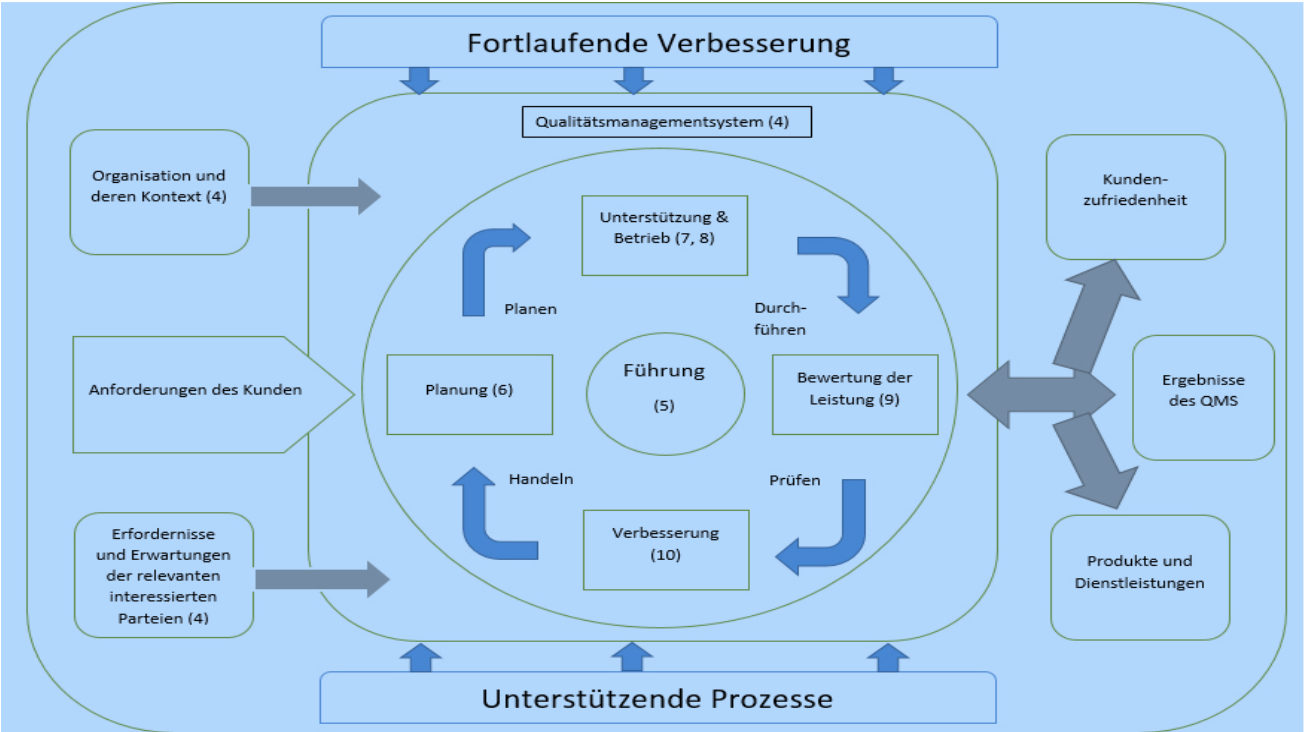 Fortlaufende Verbesserung
Qualitätsmanagementsystem (4)
Organisation und
deren Kontext (4)
Anforderungen des Kunden
Erfordernisse
und Erwartungen
der relevanten
interessierten
Parteien (4)
Unterstützung &
Betrieb (7, 8)
Planen
Durch-
führen
Planung (6)
Führung
(5)
Bewertung der
Leistung (9)
Handeln
Prüfen
Verbesserung
(10)
Kunden-
zufriedenheit
Ergebnisse
des QMS
Produkte und
Dienstleistungen
Unterstützende Prozesse